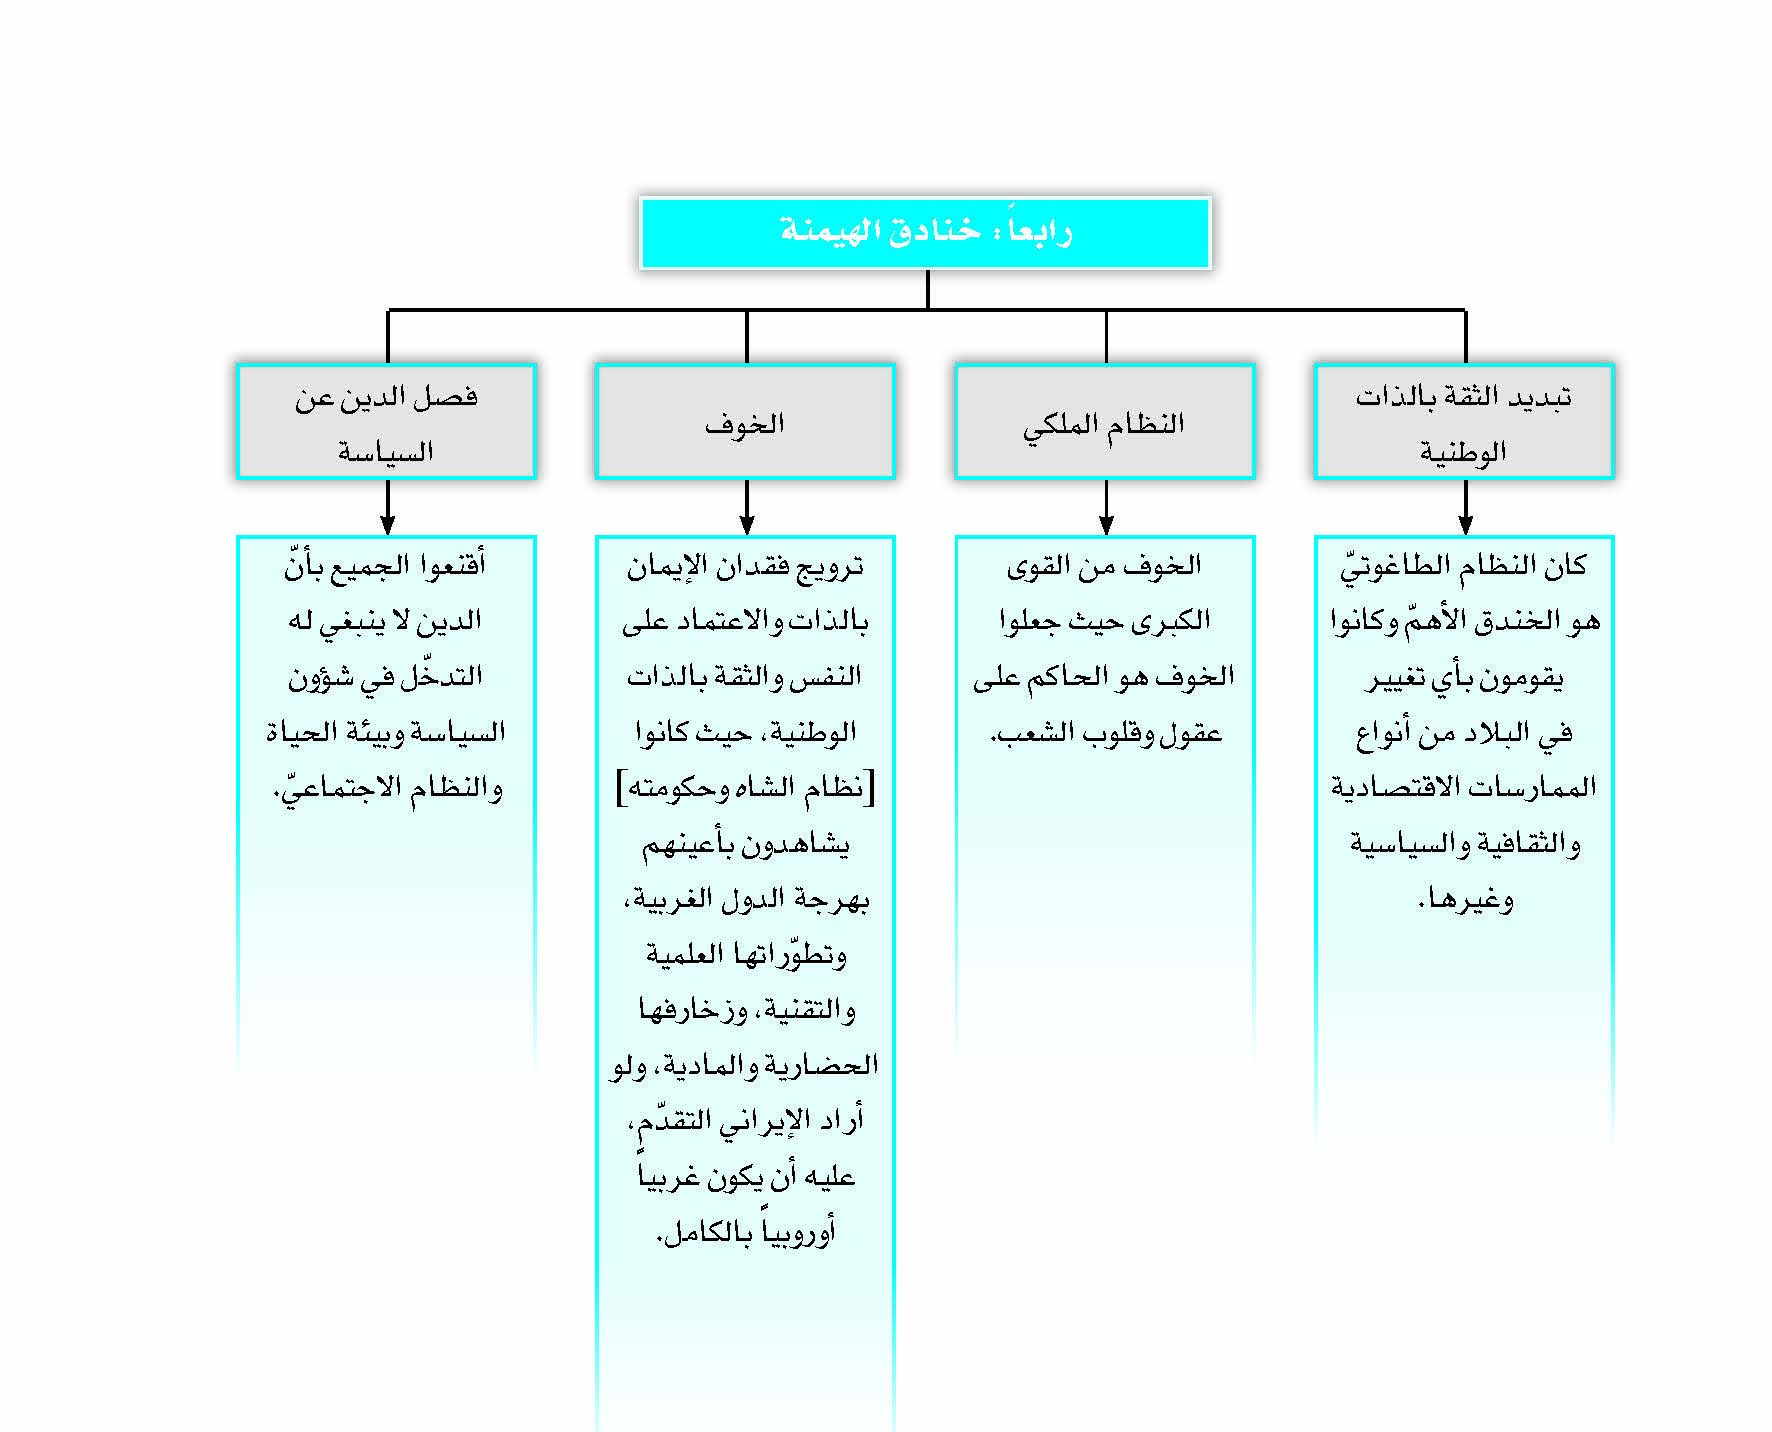 رابعاً: خنادق الهيمنة
تبديد الثقة بالذات
الوطنية
كان النظام الطاغوتيّ
هو الخندق الأهمّ وكانوا
يقومون بأي تغيير
في البلاد من أنواع
الممارسات الاقتصادية
والثقافية والسياسية
وغيرها.
النظام الملكي
الخوف من القوى
الكبرى حيث جعلوا
الخوف هو الحاكم على
عقول وقلوب الشعب.
الخوف
ترويج فقدان الإيمان
بالذات والاعتماد على
النفس والثقة بالذات
الوطنية، حيث كانوا
[نظام الشاه وحكومته]
يشاهدون بأعينهم
بهرجة الدول الغربية،
وتطوّراتها العلمية
والتقنية، وزخارفها
الحضارية والمادية، ولو
أراد الإيراني التقدّم،
عليه أن يكون غربياً
أوروبياً بالكامل.
فصل الدين عن
السياسة
أقنعوا الجميع بأنّ
الدين لا ينبغي له
التدخّل في شؤون
السياسة وبيئة الحياة
والنظام الاجتماعيّ.